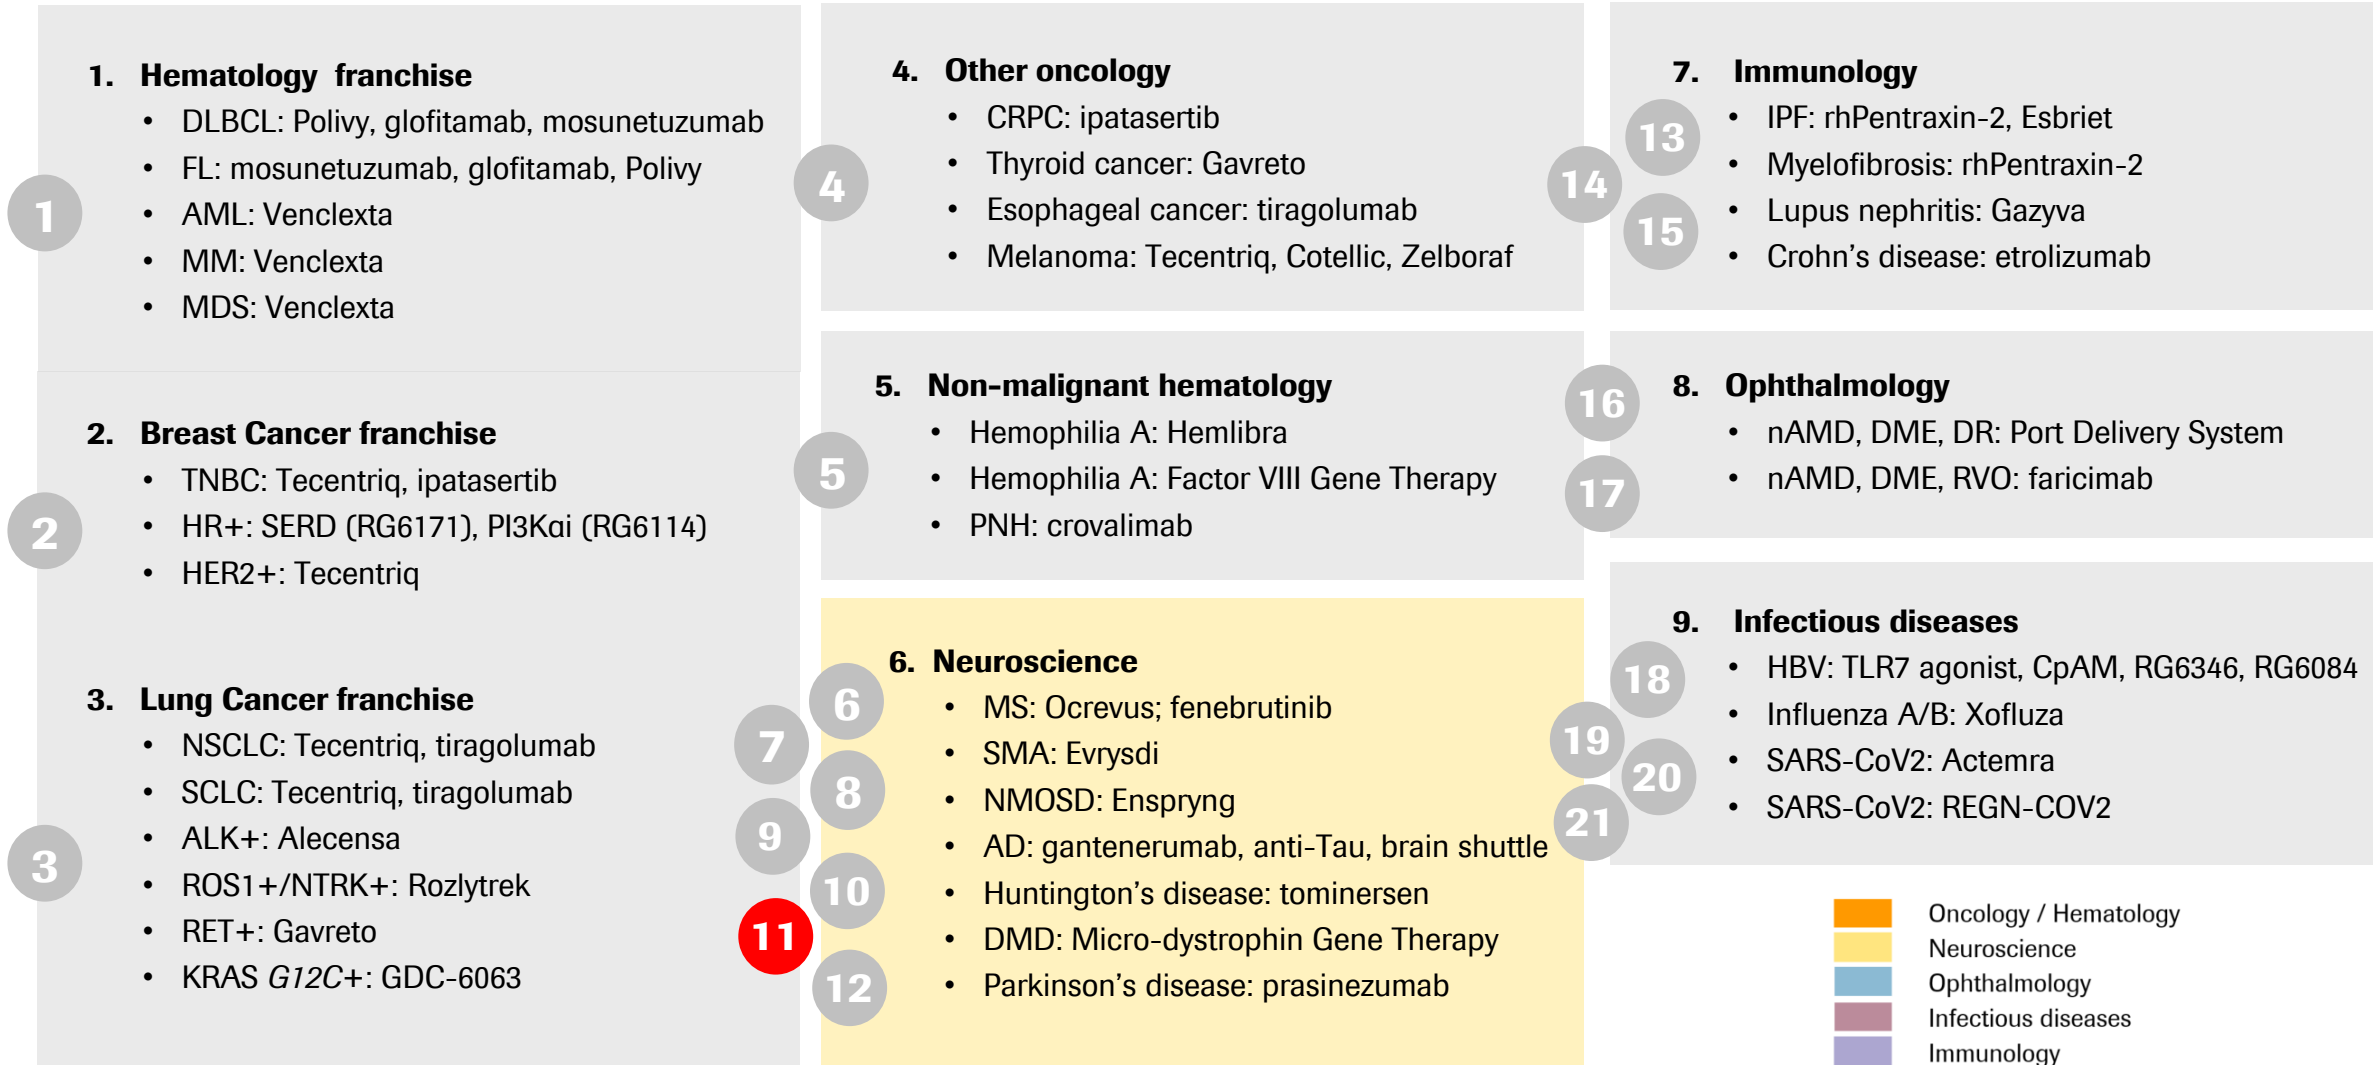 1. Hematology franchise
• DLBCL: Polivy, glofitamab, mosunetuzumab
• FL: mosunetuzumab, glofitamab, Polivy
• AML: Venclexta
• MM: Venclexta
• MDS: Venclexta
1
2. Breast Cancer franchise
• TNBC: Tecentriq, ipatasertib
• HR+: SERD (RG6171), PI3Kαi (RG6114)
• HER2+: Tecentriq
2
3. Lung Cancer franchise
• NSCLC: Tecentriq, tiragolumab
• SCLC: Tecentriq, tiragolumab
• ALK+: Alecensa
• ROS1+/NTRK+: Rozlytrek
• RET+: Gavreto
• KRAS G12C+: GDC-6063
3
4. Other oncology
• CRPC: ipatasertib
• Thyroid cancer: Gavreto
• Esophageal cancer: tiragolumab
• Melanoma: Tecentriq, Cotellic, Zelboraf
4
5. Non-malignant hematology
• Hemophilia A: Hemlibra
• Hemophilia A: Factor VIII Gene Therapy
• PNH: crovalimab
5
6. Neuroscience
• MS: Ocrevus; fenebrutinib
• SMA: Evrysdi
• NMOSD: Enspryng
• AD: gantenerumab, anti-Tau, brain shuttle
• Huntington's disease: tominersen
• DMD: Micro-dystrophin Gene Therapy
• Parkinson's disease: prasinezumab
6
7
8
9
10
11
12
7. Immunology
• IPF: rhPentraxin-2, Esbriet
• Myelofibrosis: rhPentraxin-2
• Lupus nephritis: Gazyva
• Crohn's disease: etrolizumab
13
14
15
8. Ophthalmology
• nAMD, DME, DR: Port Delivery System
• nAMD, DME, RVO: faricimab
16
17
9. Infectious diseases
• HBV: TLR7 agonist, CpAM, RG6346, RG6084
• Influenza A/B: Xofluza
• SARS-CoV2: Actemra
• SARS-CoV2: REGN-COV2
18
19
20
21
Oncology / Hematology
Neuroscience
Ophthalmology
Infectious diseases
Immunology